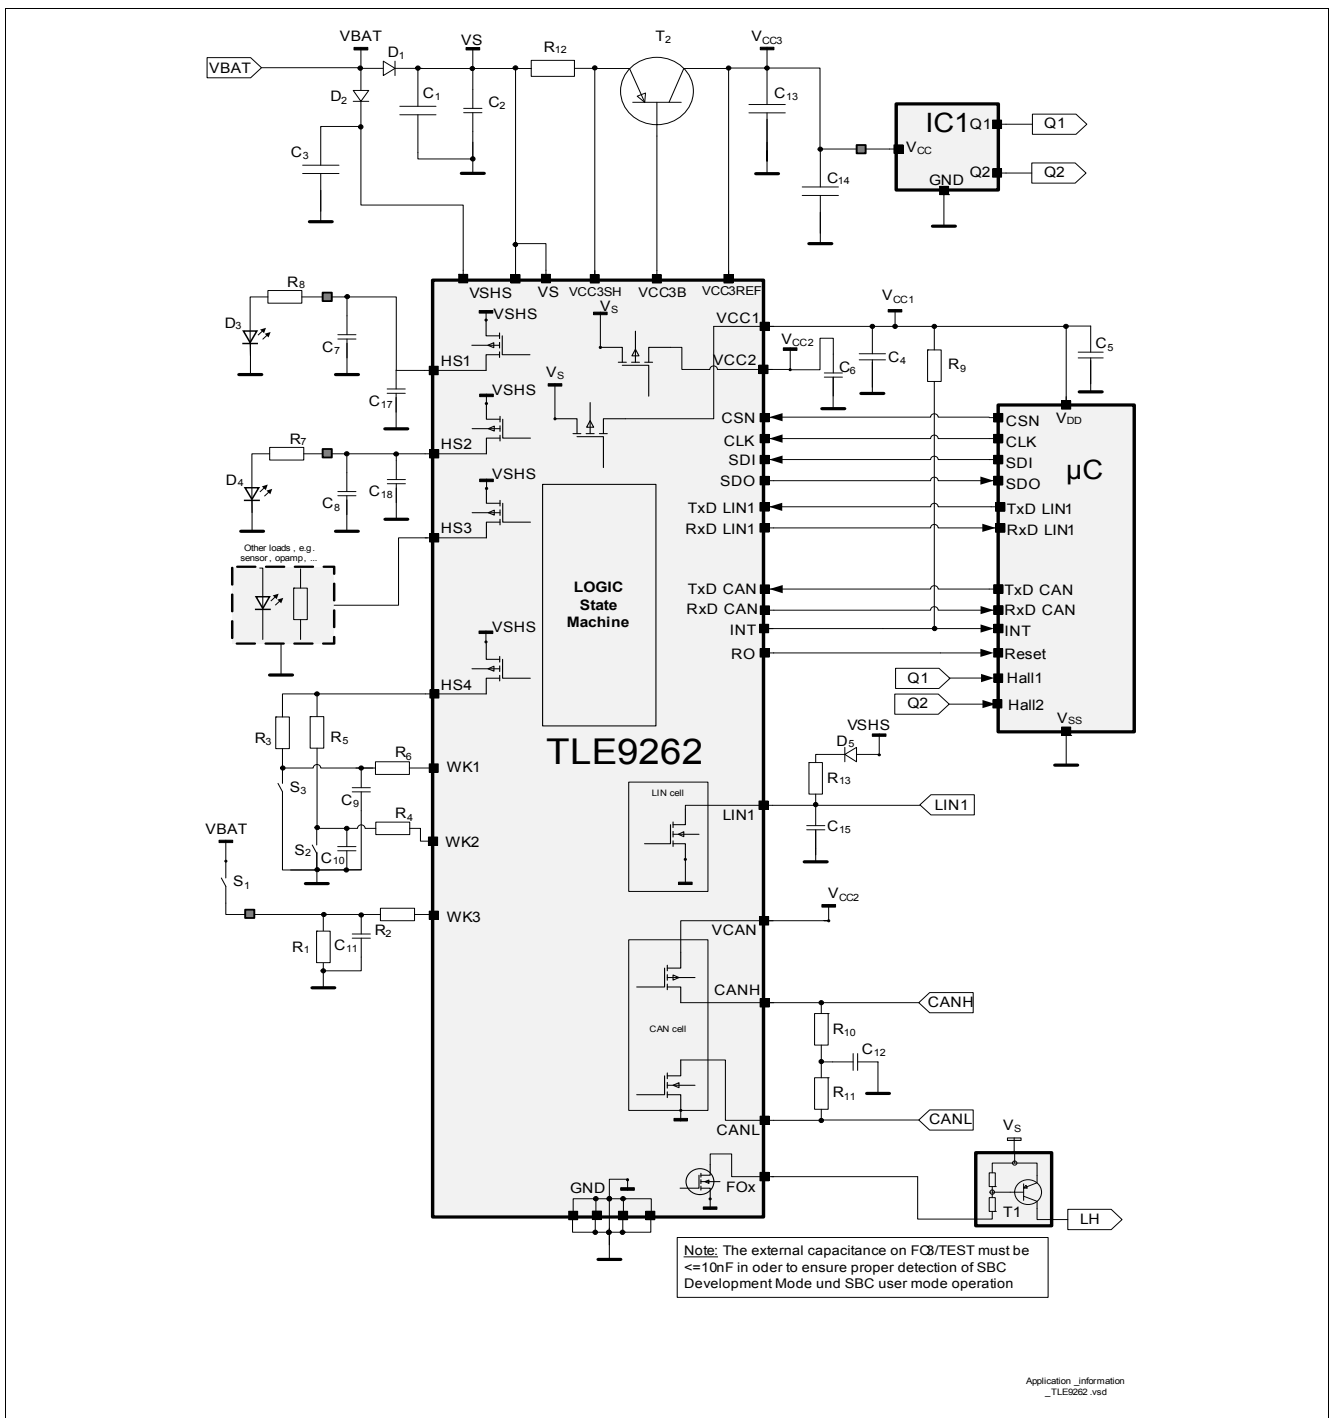 VBAT
VBAT
D1
VS
R12
T2
VCC3
D2
C1
C2
C13
C3
C14
IC1
Q1
Q1
VCC
Q2
Q2
GND
VSHS
VS
VCC3SH
VCC3B
VCC3REF
R8
D3
C7
HS1
VSHS
VS
VCC1
VCC1
VCC2
VCC2
C6
C4
R9
C5
C17
VSHS
VS
HS2
R7
D4
C8
C18
VSHS
HS3
CSN
CLK
SDI
SDO
TxD LIN1
RxD LIN1
TxD CAN
RxD CAN
INT
RO
VDD
CSN
CLK
SDI
SDO
µC
TxD LIN1
RxD LIN1
TxD CAN
RxD CAN
INT
Reset
Hall1
Hall2
VSS
Q1
Q2
Other loads , e.g.
sensor , opamp , ...
LOGIC
State
Machine
VSHS
HS4
R3
R5
TLE9262
R6
WK1
S3
C9
R4
WK2
S2
C10
VBAT
S1
R1
C11
R2
WK3
VSHS
D5
R13
LIN cell
LIN1
LIN1
C15
VCC2
VCAN
CANH
CANH
R10
C12
CAN cell
R11
CANL
CANL
VS
GND
FOx
T1
LH
Note: The external capacitance on FO3/TEST must be
<=10nF in oder to ensure proper detection of SBC
Development Mode und SBC user mode operation
Application _information
_TLE9262 .vsd